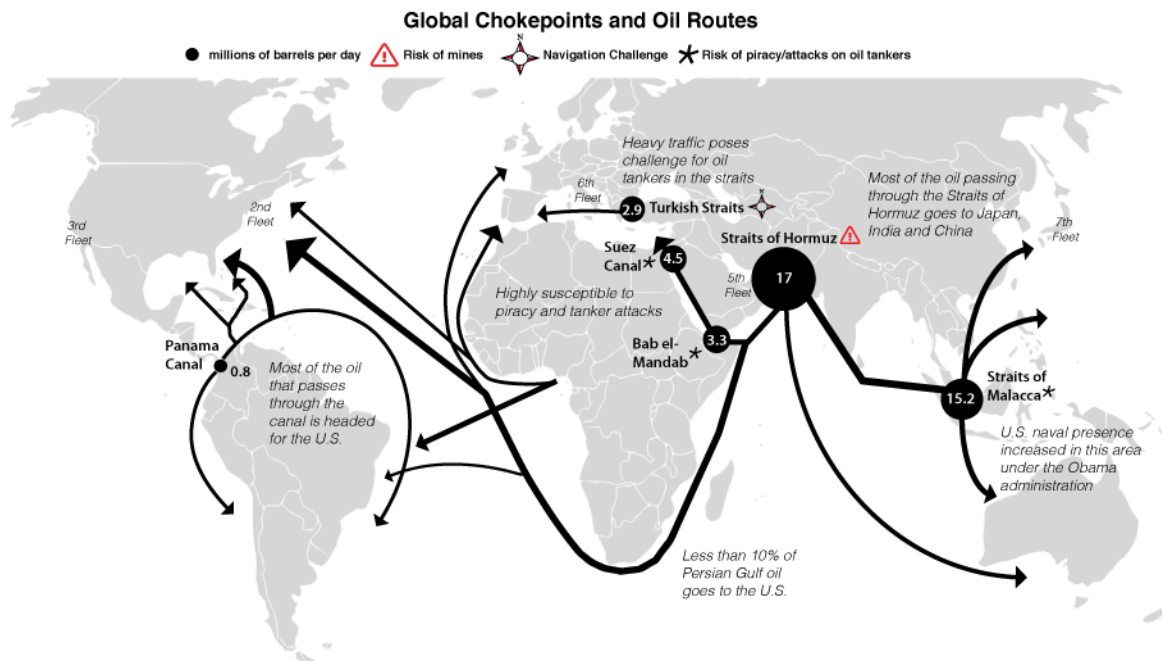 Global Chokepoints and Oil Routes
millions of barrels per day
Risk of mines
N
Navigation Challenge
Risk of piracy/attacks on oil tankers
Heavy traffic poses
challenge for oil
tankers in the straits
6th
Fleet
2.9
Turkish Straits
N
Most of the oil passing
through the Straits of
Hormuz goes to Japan,
India and China
7th
Fleet
3rd
Fleet
2nd
Fleet
Suez
Canal
4.5
Straits of Hormuz
17
5th
Fleet
Highly susceptible to
piracy and tanker attacks
Bab el-
Mandab
3.3
Panama
Canal
0.8
Most of the oil
that passes
through the
canal is headed
for the U.S.
15.2
Straits of
Malacca
U.S. naval presence
increased in this area
under the Obama
administration
Less than 10% of
Persian Gulf oil
goes to the U.S.